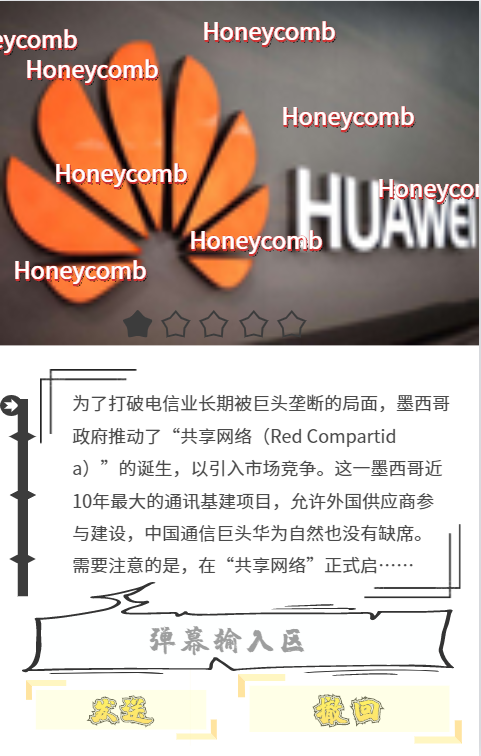 Honeycomb
eycomb
Honeycomb
Honeycomb
Honeycomb
Honeycor
HUAWEI
Honeycomb
Honeycomb
为了打破电信业长期被巨头垄断的局面，墨西哥
政府推动了“共享网络（Red Compartid
a）”的诞生，以引入市场竞争。这一墨西哥近
10年最大的通讯基建项目，允许外国供应商参
与建设，中国通信巨头华为自然也没有缺席。
需要注意的是，在“共享网络”正式启……
弹幕输入区
发送
撤回